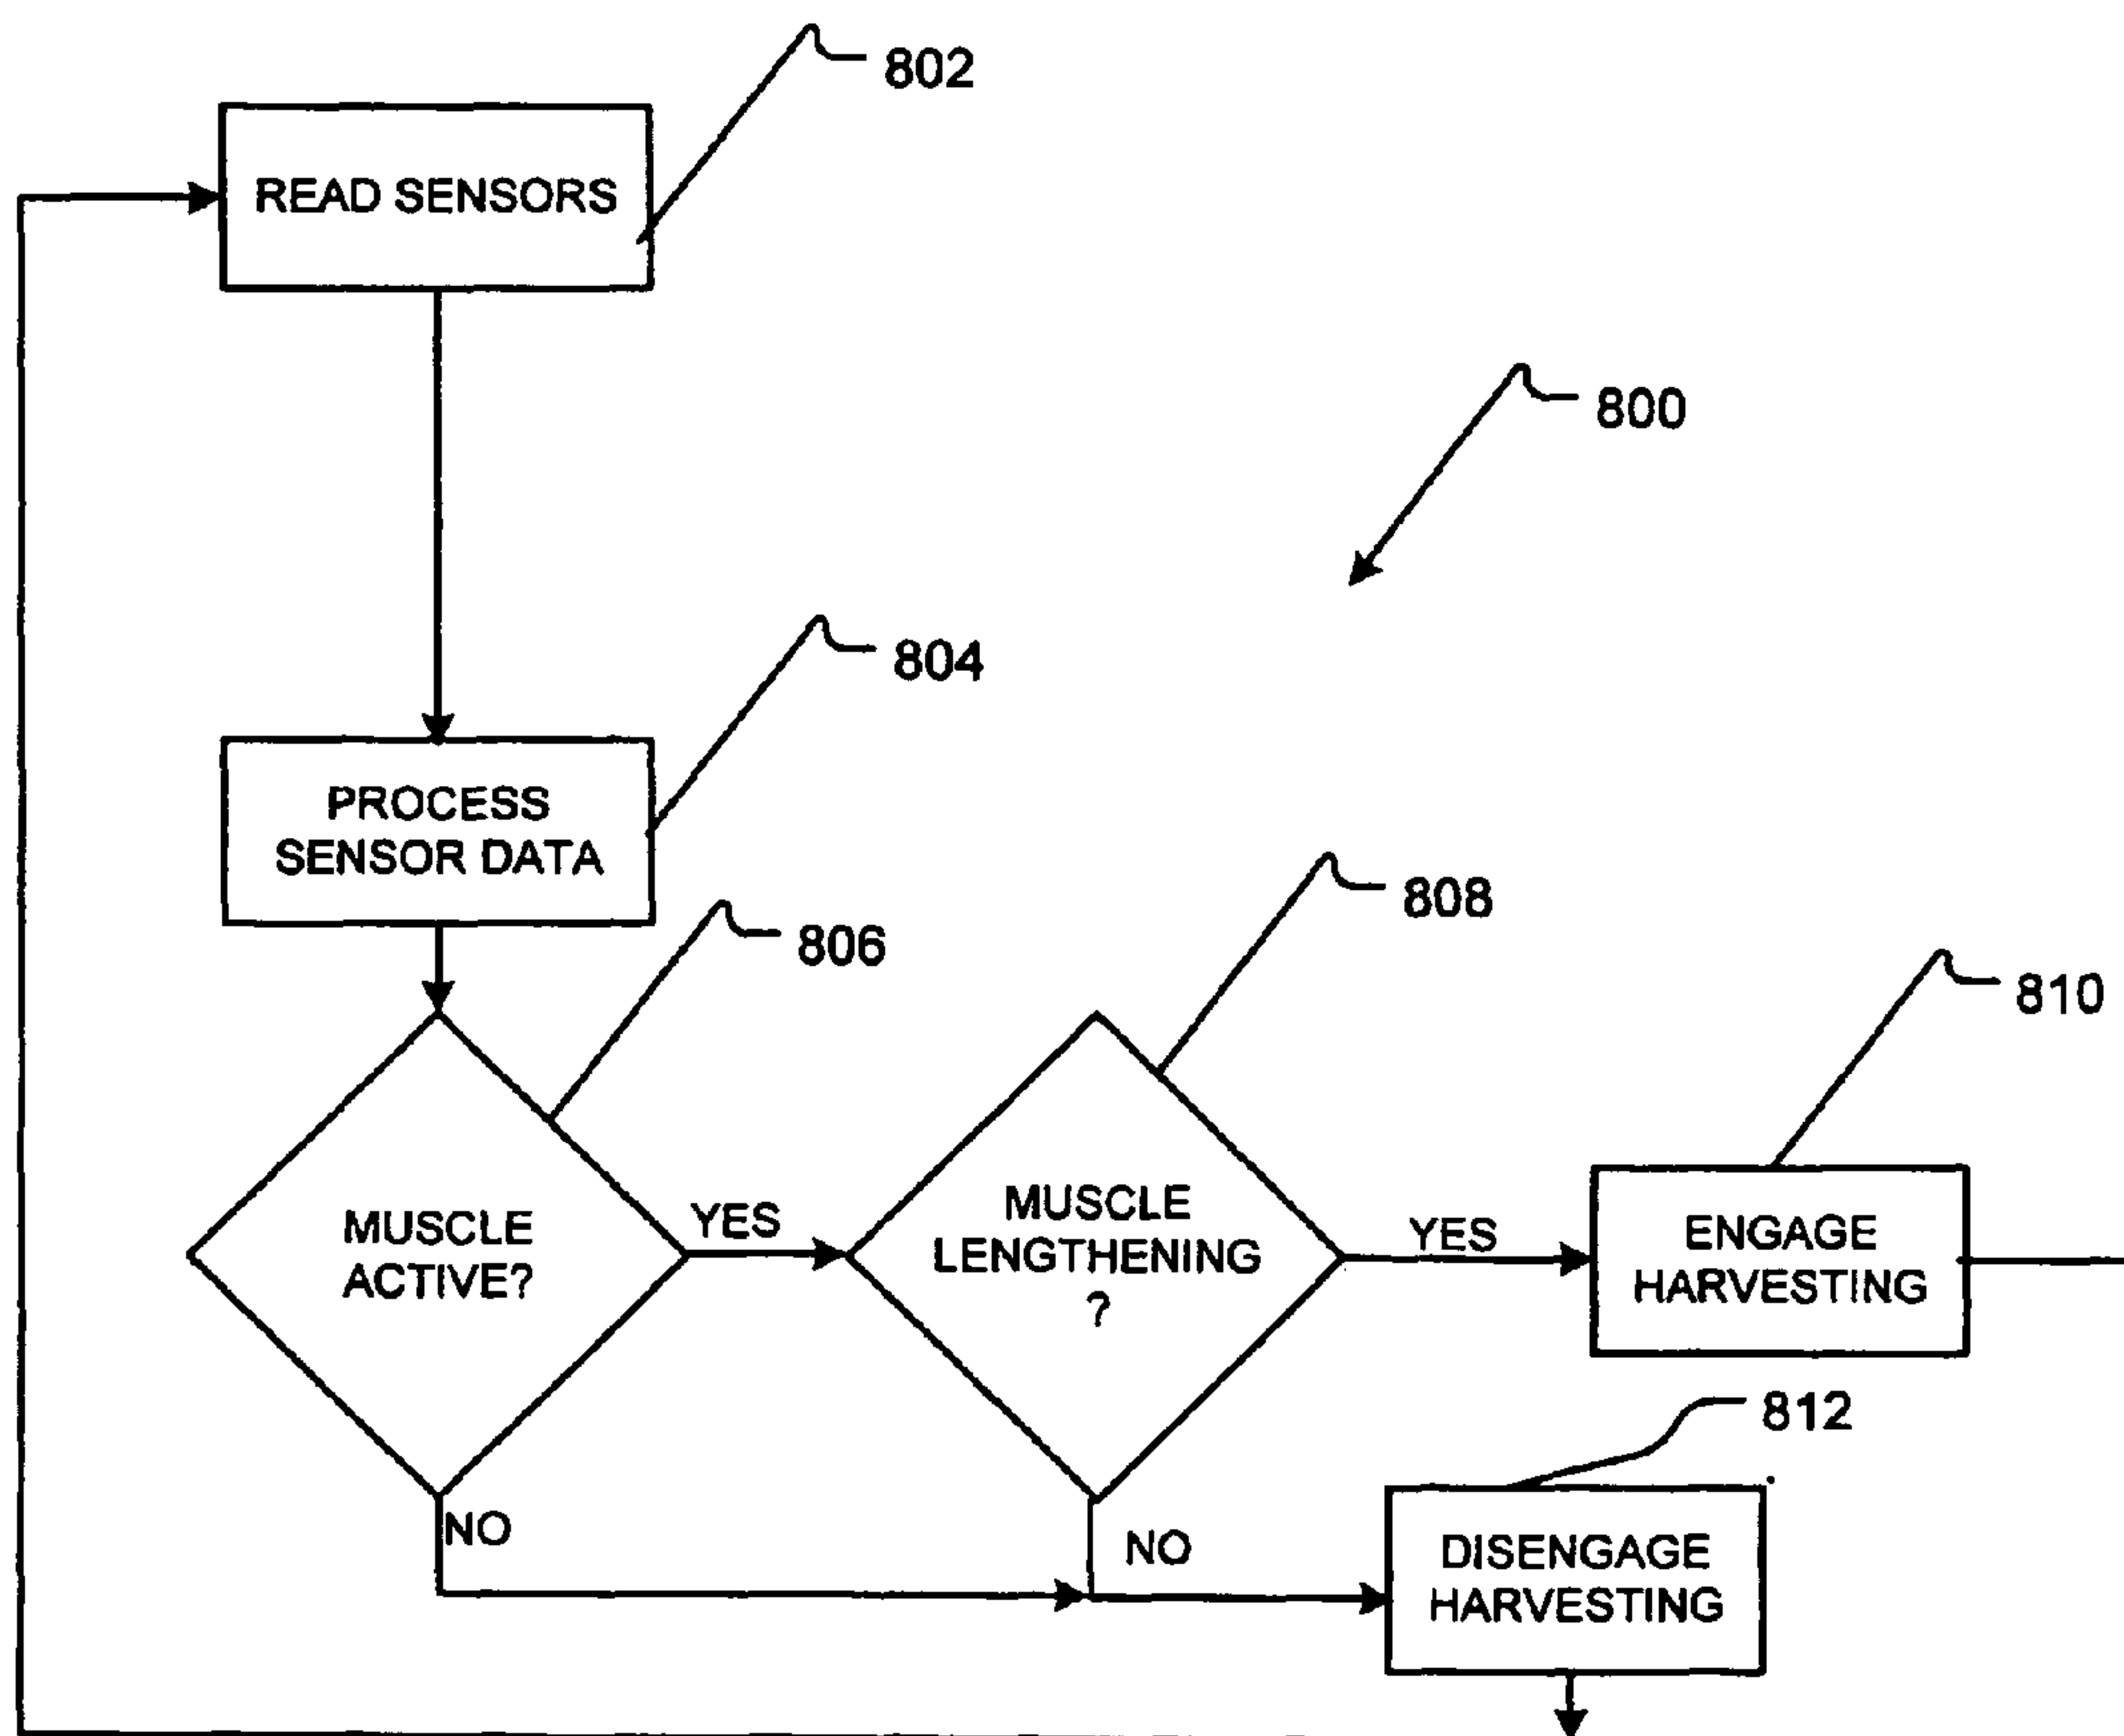 802
READ SENSORS
800
804
PROCESS
SENSOR DATA
806
808
810
MUSCLE
ACTIVE?
YES
MUSCLE
LENGTHENING
?
YES
ENGAGE
HARVESTING
812
NO
NO
DISENGAGE
HARVESTING